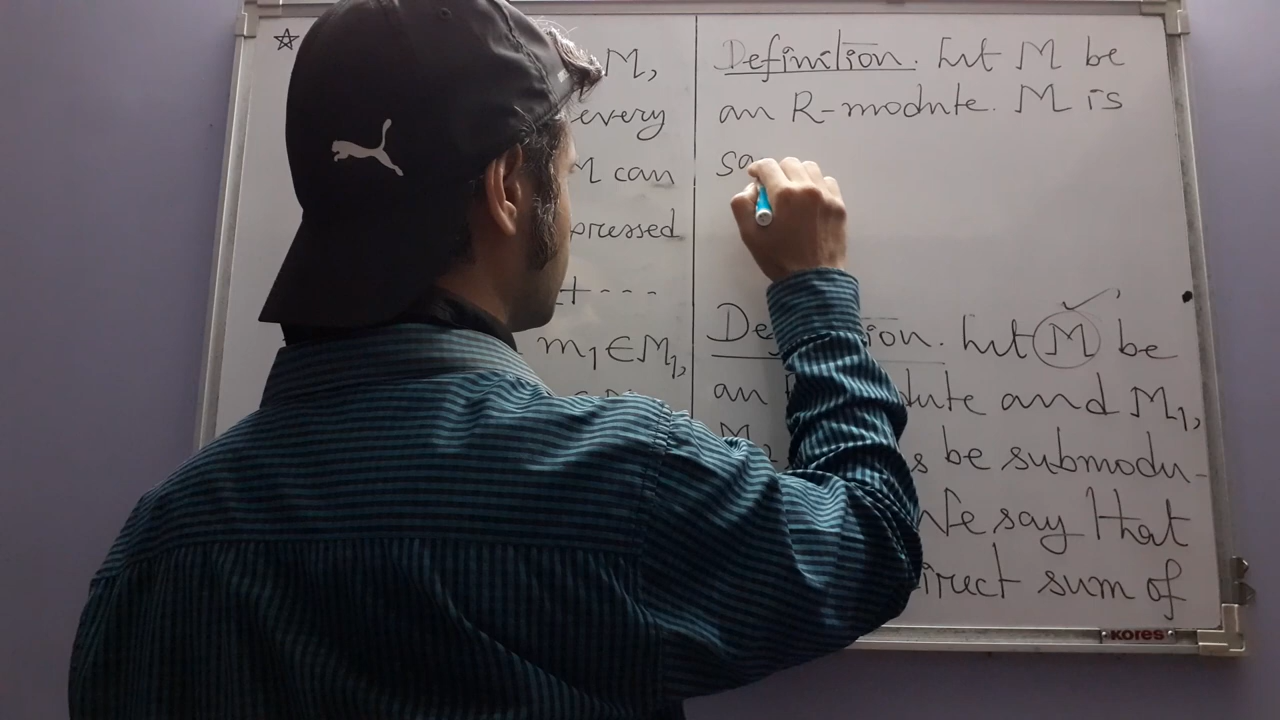 M,
every
M can
pressed
+ ---
m₁∈M₁,
Definition. Let M be
an R-module. M is
sa
Definition. Let M be
an module and M₁,
M₂ s be submodu-
We say that
irect sum of
KORES